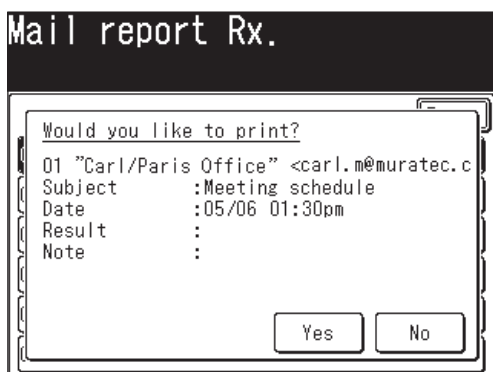 Mail report Rx.
Would you like to print?
01 ”Carl/Paris Office” <carl.m@muratec.c
Subject :Meeting schedule
Date :05/06 01:30pm
Result :
Note :
Yes No